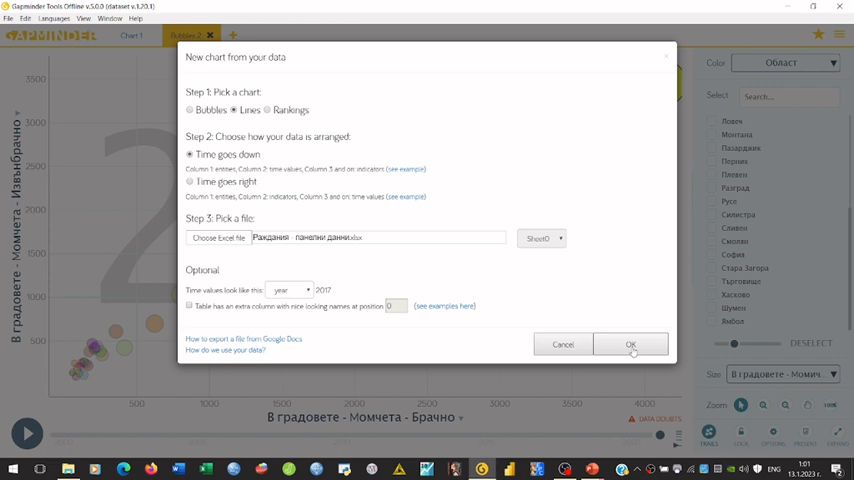 Gapminder Tools Offline v.5.0.0 (dataset v.1.20.1)
File Edit Languages View Window Help
GAPMINDER Chart 1 Bubbles 2 × +
New chart from your data ×
Step 1: Pick a chart:
Bubbles Lines Rankings
Step 2: Choose how your data is arranged:
Time goes down
Column 1: entities, Column 2: time values, Column 3 and on: indicators (see example)
Time goes right
Column 1: entities, Column 2: indicators, Column 3 and on: time values (see example)
Step 3: Pick a file:
Choose Excel file Раждания - панелни данни.xlsx Sheet0
Optional
Time values look like this: year 2017
Table has an extra column with nice looking names at position 0 (see examples here)
How to export a file from Google Docs
How do we use your data?
Cancel OK
3500
3000
2500
2000
1500
1000
500
В градовете - Момчета - Извънбрачно
2
500 1000 1500 2000 2500 3000 3500 4000
В градовете - Момчета - Брачно
DATA DOUBTS
2000
Color Област
Select Search...
Ловеч
Монтана
Пазарджик
Перник
Плевен
Разград
Русе
Силистра
Сливен
Смолян
София
Стара Загора
Търговище
Хасково
Шумен
Ямбол
DESELECT
Size В градовете - Момич...
Zoom 100%
PANELS LOCK OPTIONS PRESENT EXPAND
ENG
1:01
13.1.2023 г.
2